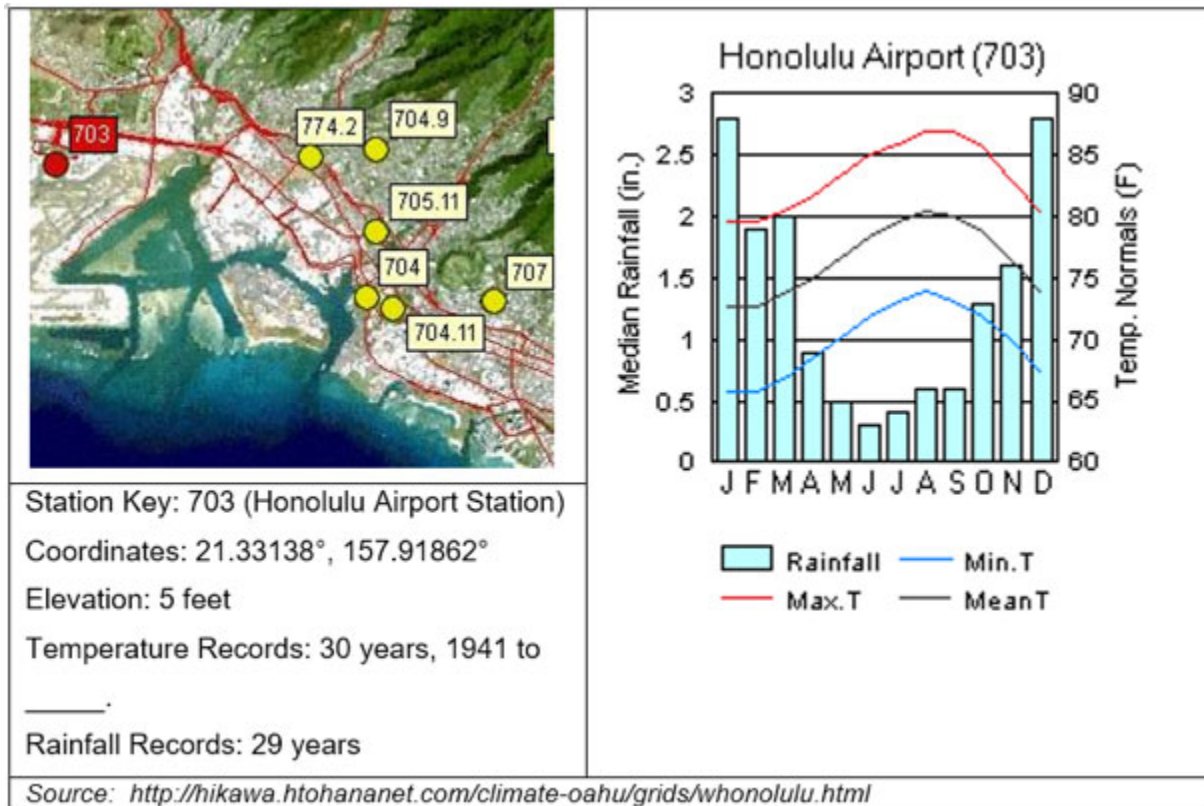 703
774.2
704.9
705.11
704
707
704.11
Station Key: 703 (Honolulu Airport Station)
Coordinates: 21.33138°, 157.91862°
Elevation: 5 feet
Temperature Records: 30 years, 1941 to
_____.
Rainfall Records: 29 years
Honolulu Airport (703)
Median Rainfall (in.)
3
2.5
2
1.5
1
0.5
0
Temp. Normals (F)
90
85
80
75
70
65
60
J F M A M J J A S O N D
Rainfall Min.T
Max.T MeanT
Source: http://hikawa.htohananet.com/climate-oahu/grids/whonolulu.html